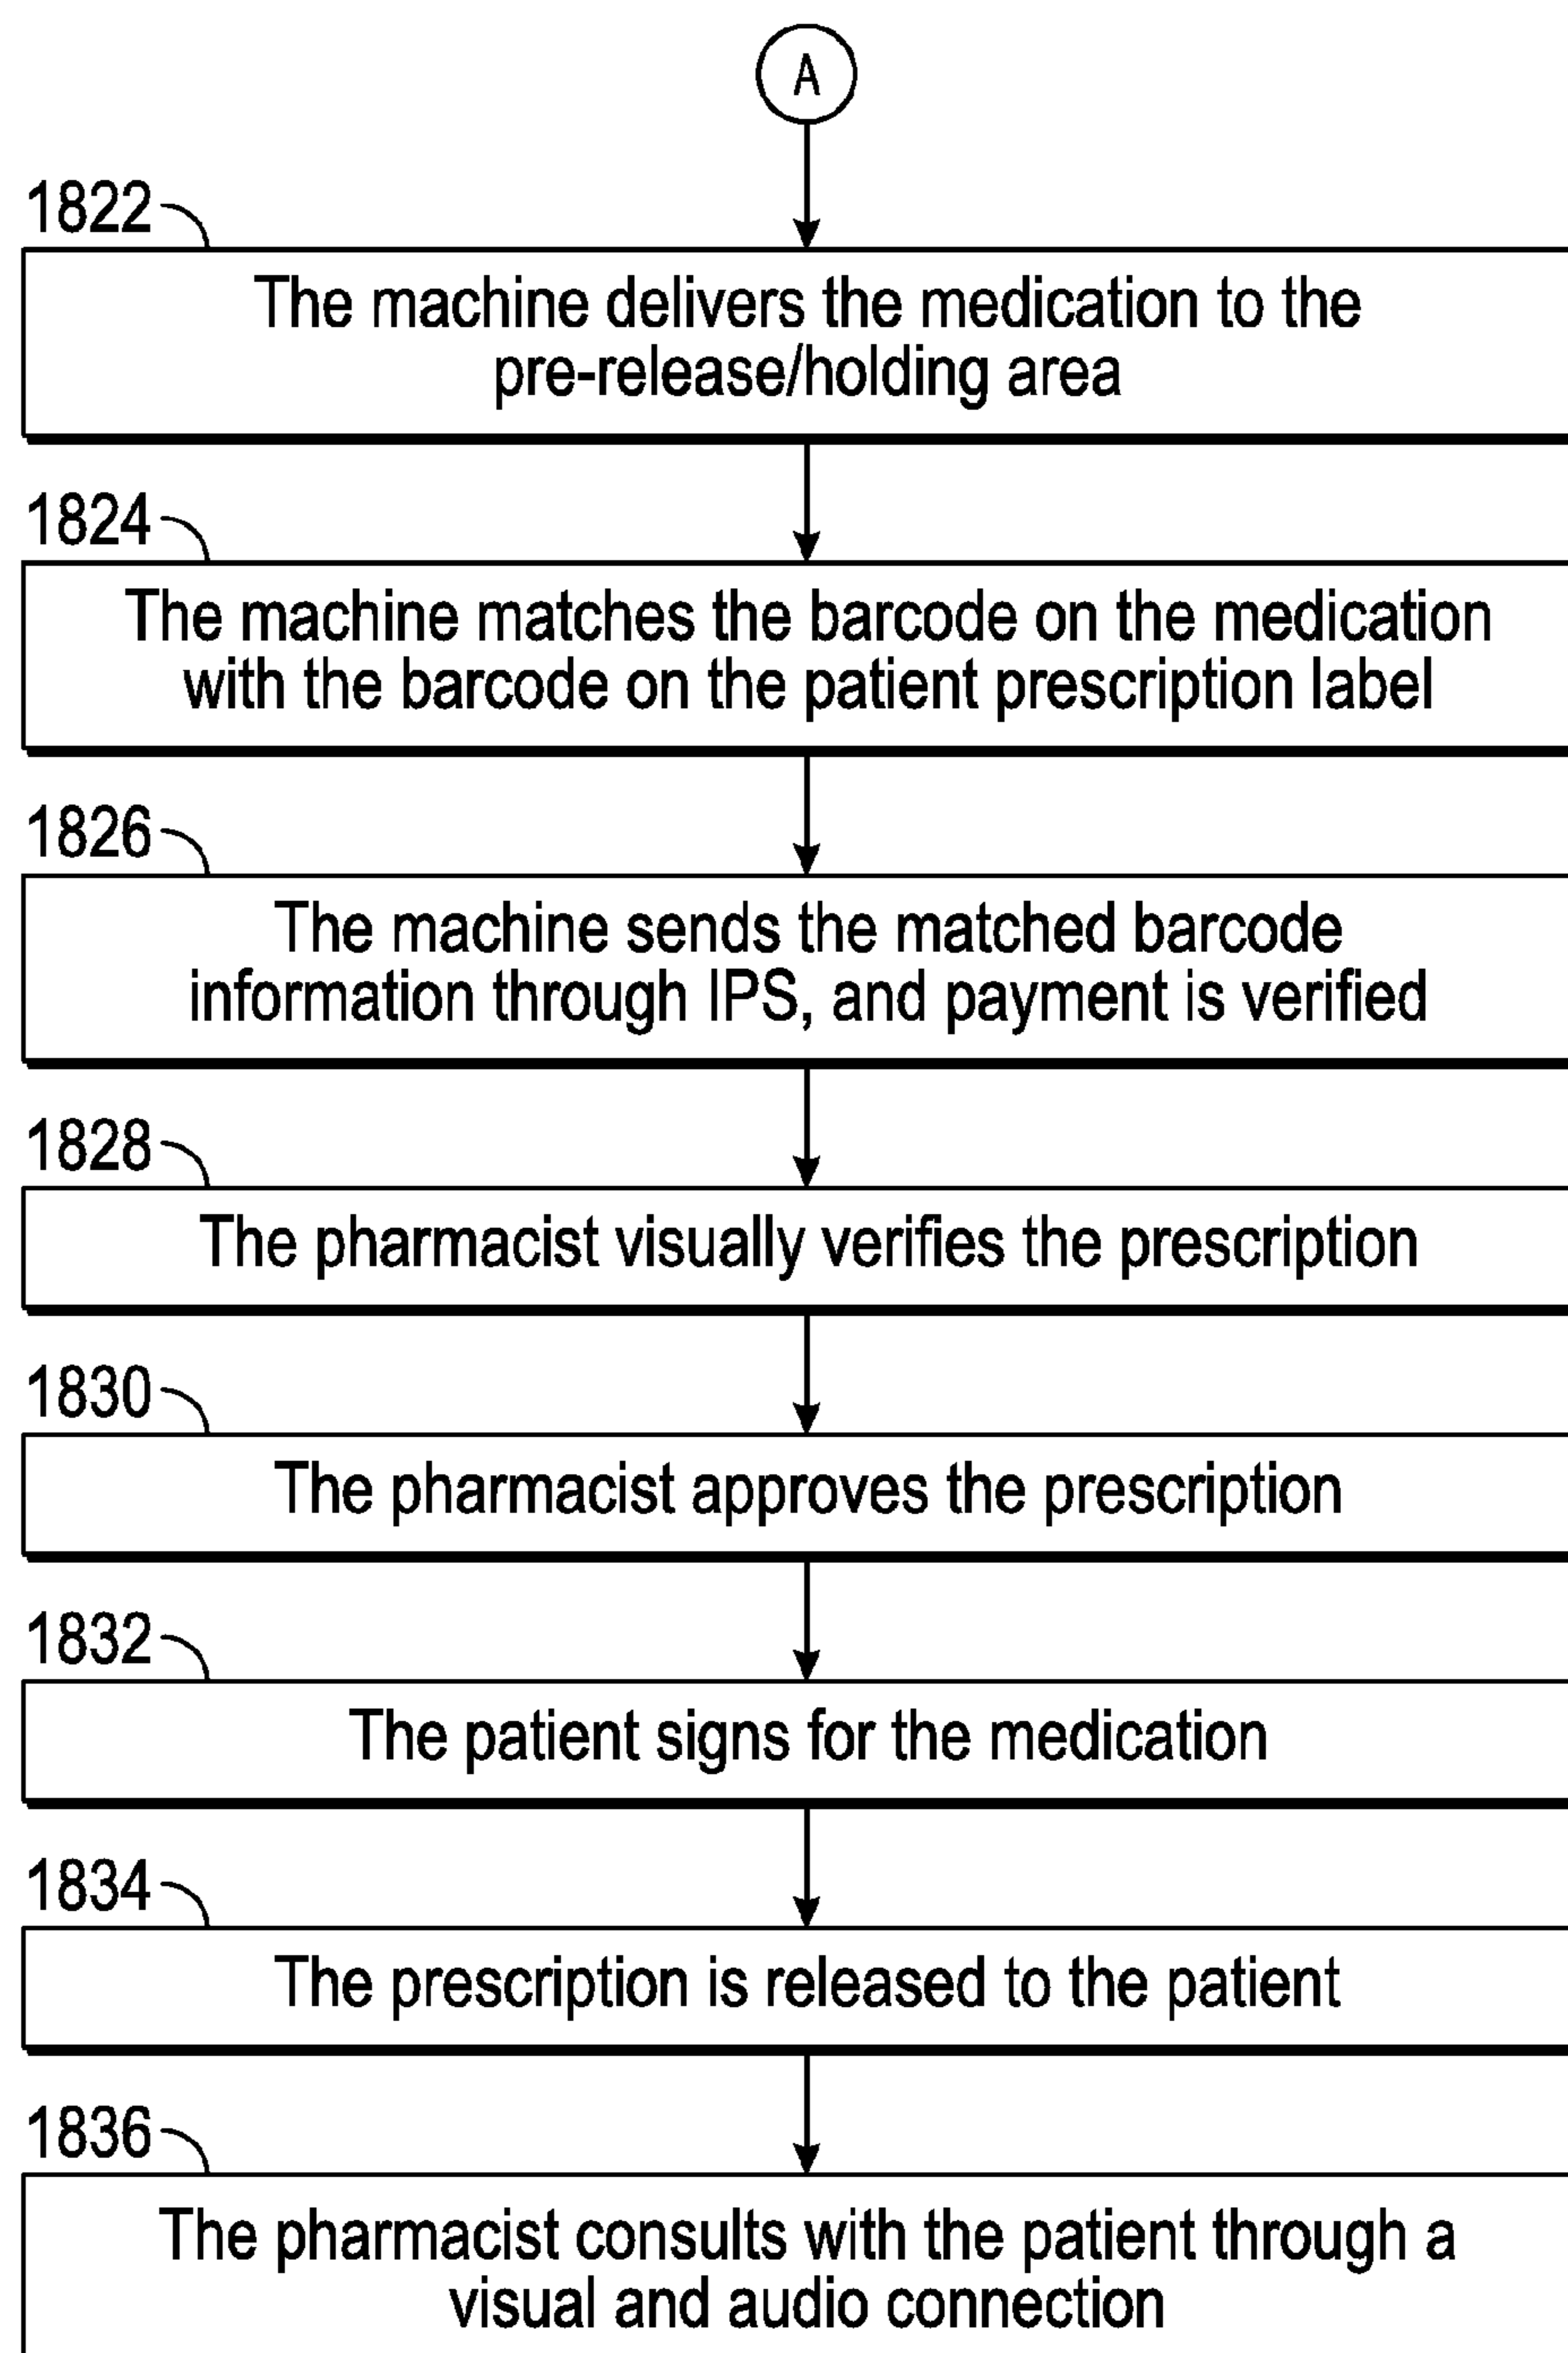 A
1822
The machine delivers the medication to the
pre-release/holding area
1824
The machine matches the barcode on the medication
with the barcode on the patient prescription label
1826
The machine sends the matched barcode
information through IPS, and payment is verified
1828
The pharmacist visually verifies the prescription
1830
The pharmacist approves the prescription
1832
The patient signs for the medication
1834
The prescription is released to the patient
1836
The pharmacist consults with the patient through a
visual and audio connection